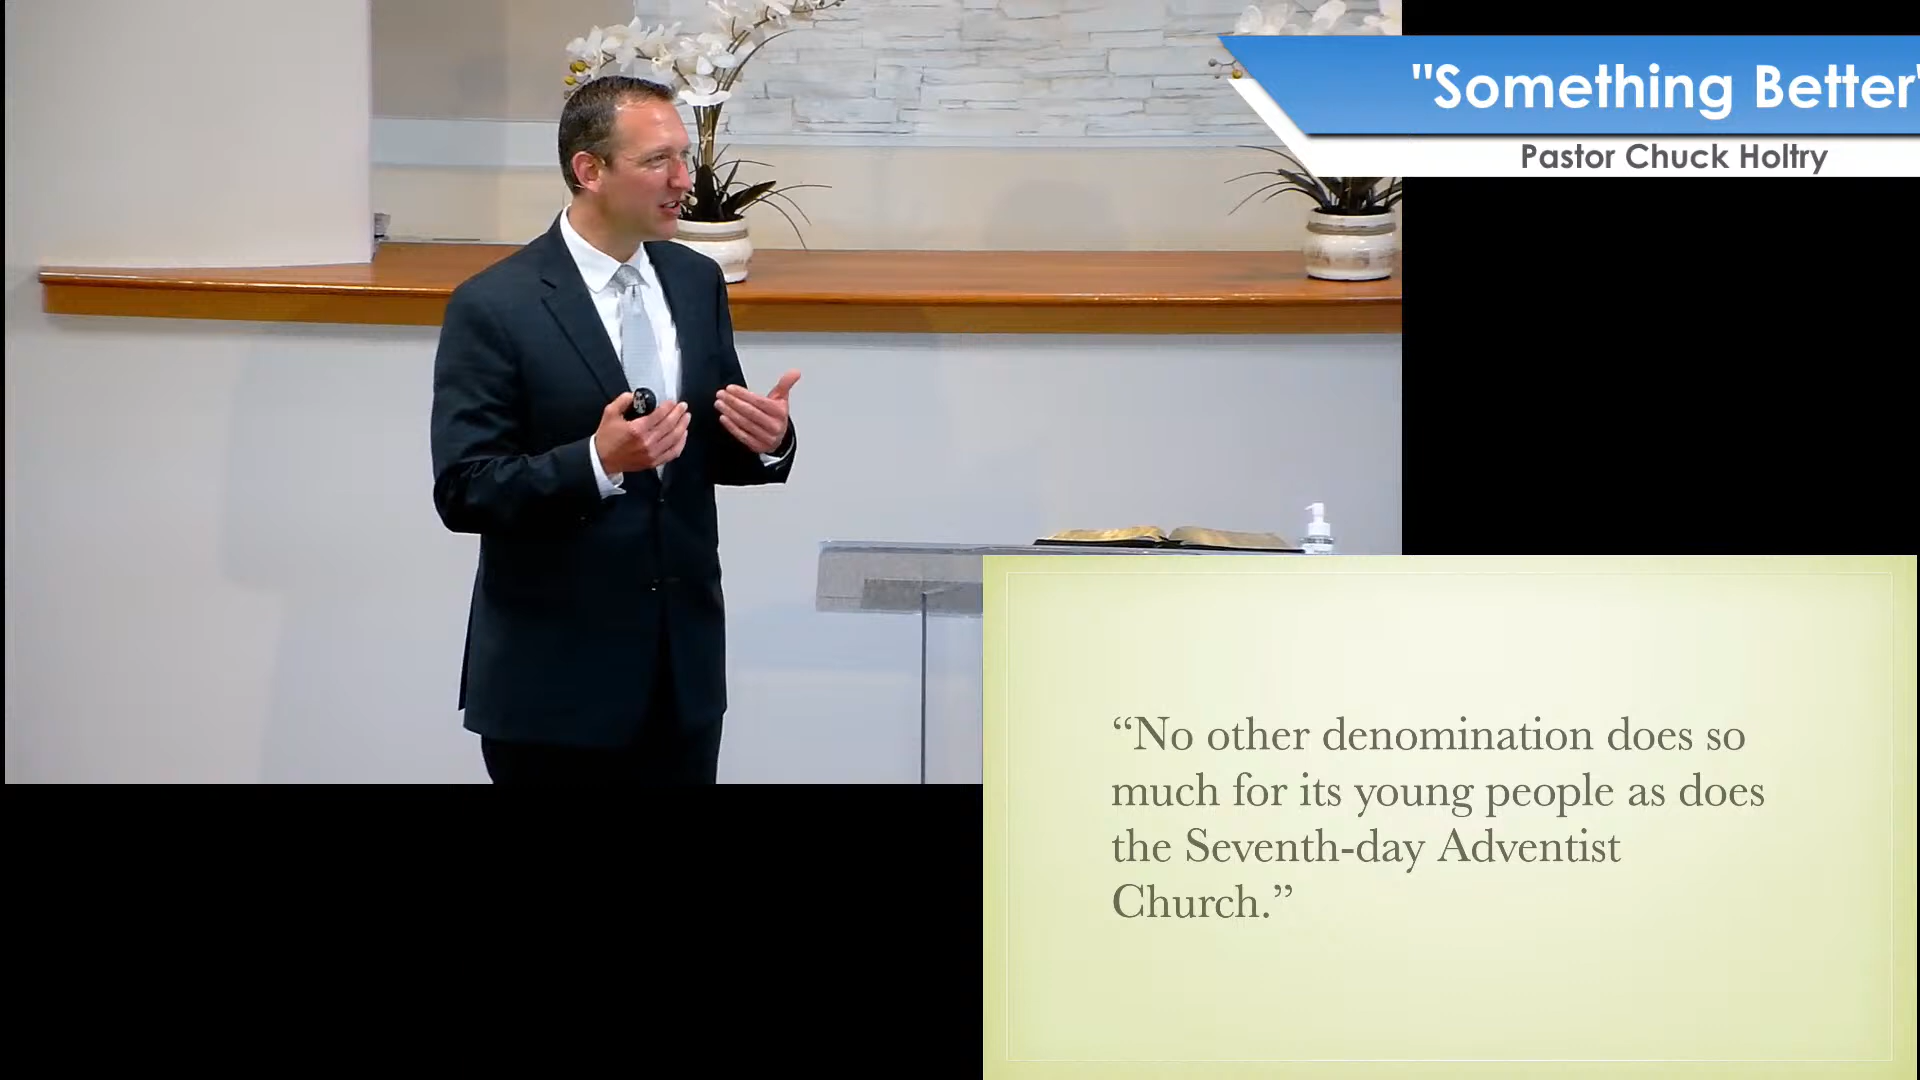 "Something Better"
Pastor Chuck Holtry
“No other denomination does so
much for its young people as does
the Seventh-day Adventist
Church.”